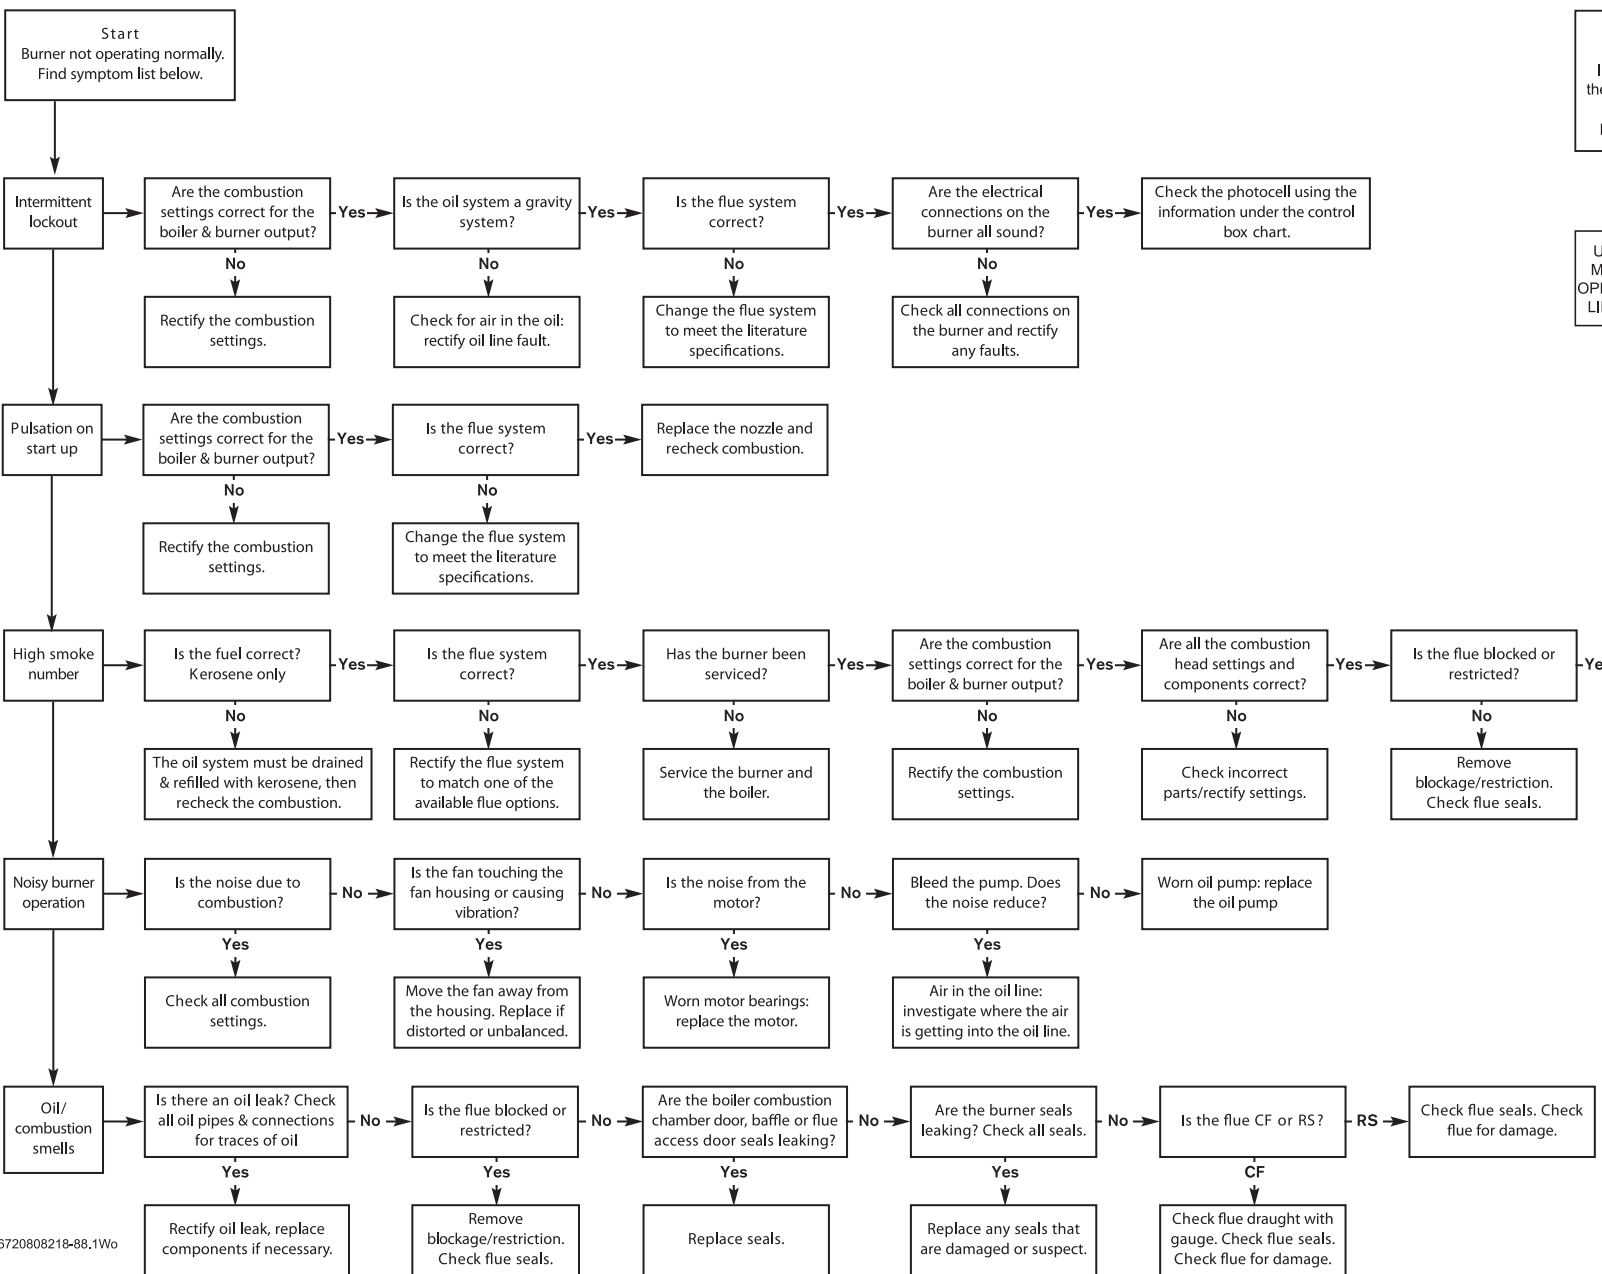 Start
Burner not operating normally.
Find symptom list below.
Intermittent
lockout
Are the combustion
settings correct for the
boiler & burner output?
Yes
Is the oil system a gravity
system?
Yes
Is the flue system
correct?
Yes
Are the electrical
connections on the
burner all sound?
Yes
Check the photocell using the
information under the control
box chart.
No
No
No
No
Rectify the combustion
settings.
Check for air in the oil:
rectify oil line fault.
Change the flue system
to meet the literature
specifications.
Check all connections on
the burner and rectify
any faults.
Pulsation on
start up
Are the combustion
settings correct for the
boiler & burner output?
Yes
Is the flue system
correct?
Yes
Replace the nozzle and
recheck combustion.
No
No
Rectify the combustion
settings.
Change the flue system
to meet the literature
specifications.
High smoke
number
Is the fuel correct?
Kerosene only
Yes
Is the flue system
correct?
Yes
Has the burner been
serviced?
Yes
Are the combustion
settings correct for the
boiler & burner output?
Yes
Are all the combustion
head settings and
components correct?
Yes
Is the flue blocked or
restricted?
No
No
No
No
No
No
The oil system must be drained
& refilled with kerosene, then
recheck the combustion.
Rectify the flue system
to match one of the
available flue options.
Service the burner and
the boiler.
Rectify the combustion
settings.
Check incorrect
parts/rectify settings.
Remove
blockage/restriction.
Check flue seals.
Noisy burner
operation
Is the noise due to
combustion?
No
Is the fan touching the
fan housing or causing
vibration?
No
Is the noise from the
motor?
No
Bleed the pump. Does
the noise reduce?
No
Worn oil pump: replace
the oil pump
Yes
Yes
Yes
Yes
Check all combustion
settings.
Move the fan away from
the housing. Replace if
distorted or unbalanced.
Worn motor bearings:
replace the motor.
Air in the oil line:
investigate where the air
is getting into the oil line.
Oil/
combustion
smells
Is there an oil leak? Check
all oil pipes & connections
for traces of oil
No
Is the flue blocked or
restricted?
No
Are the boiler combustion
chamber door, baffle or flue
access door seals leaking?
No
Are the burner seals
leaking? Check all seals.
No
Is the flue CF or RS?
RS
Check flue seals. Check
flue for damage.
Yes
Yes
Yes
Yes
CF
Rectify oil leak, replace
components if necessary.
Remove
blockage/restriction.
Check flue seals.
Replace seals.
Replace any seals that
are damaged or suspect.
Check flue draught with
gauge. Check flue seals.
Check flue for damage.
6720808218-88.1Wo